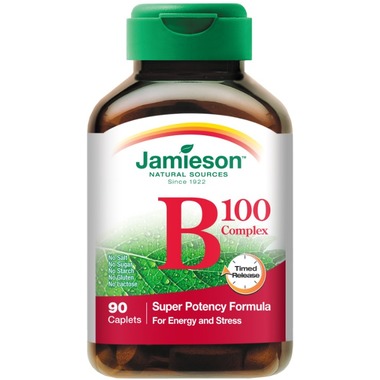 Jamieson™
NATURAL SOURCES
Since 1922
B 100
Complex
Timed
Release
No Salt
No Sugar
No Starch
No Gluten
No Lactose
90
Caplets
Super Potency Formula
For Energy and Stress